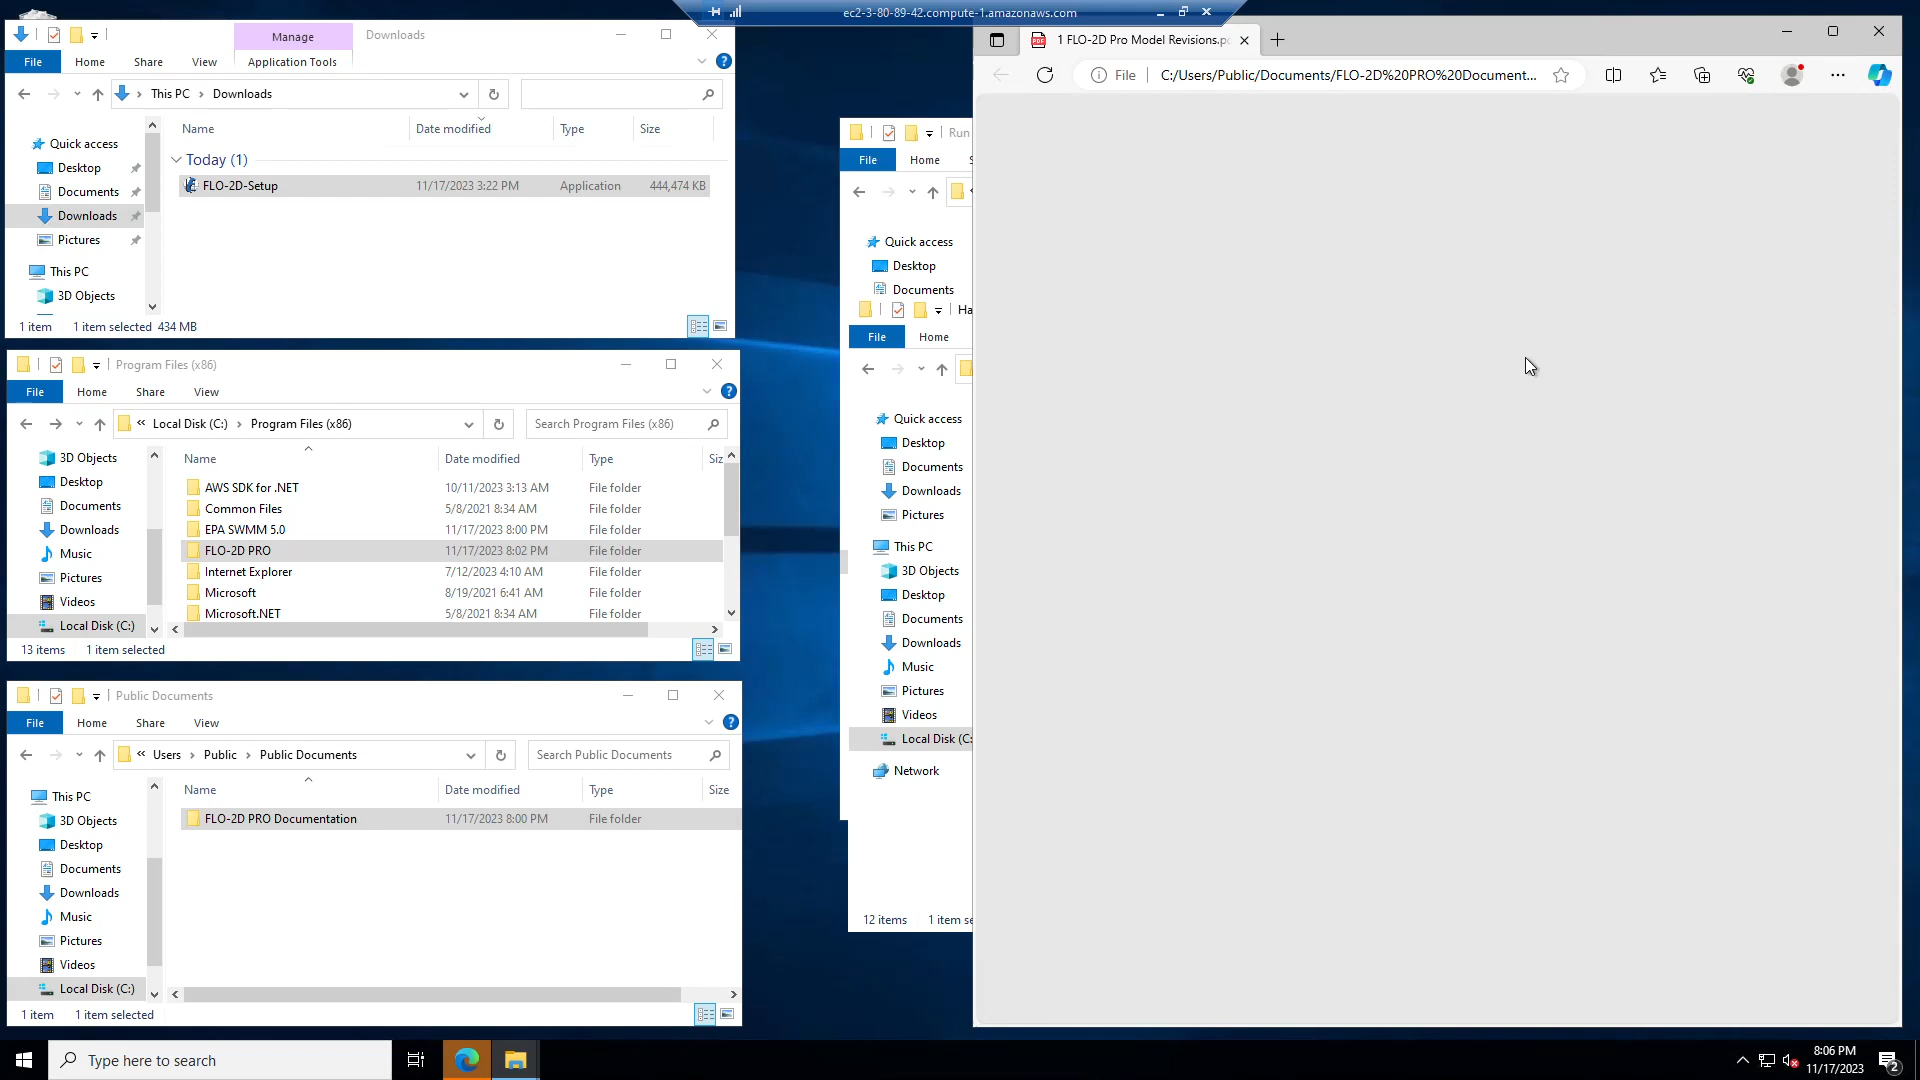 ec2-3-80-89-42.compute-1.amazonaws.com
Manage
Downloads
File
Home
Share
View
Application Tools
This PC
Downloads
Name
Date modified
Type
Size
Quick access
Desktop
Documents
Downloads
Pictures
This PC
3D Objects
Today (1)
FLO-2D-Setup
11/17/2023 3:22 PM
Application
444,474 KB
1 item
1 item selected 434 MB
Program Files (x86)
File
Home
Share
View
« Local Disk (C:) › Program Files (x86)
Search Program Files (x86)
Name
Date modified
Type
Siz
3D Objects
Desktop
Documents
Downloads
Music
Pictures
Videos
Local Disk (C:)
AWS SDK for .NET 10/11/2023 3:13 AM File folder
Common Files 5/8/2021 8:34 AM File folder
EPA SWMM 5.0 11/17/2023 8:00 PM File folder
FLO-2D PRO 11/17/2023 8:02 PM File folder
Internet Explorer 7/12/2023 4:10 AM File folder
Microsoft 8/19/2021 6:41 AM File folder
Microsoft.NET 5/8/2021 8:34 AM File folder
13 items
1 item selected
Public Documents
File
Home
Share
View
« Users › Public › Public Documents
Search Public Documents
Name
Date modified
Type
Size
This PC
3D Objects
Desktop
Documents
Downloads
Music
Pictures
Videos
Local Disk (C:)
FLO-2D PRO Documentation 11/17/2023 8:00 PM File folder
1 item
1 item selected
Run
File
Home
S
Quick access
Desktop
Documents
Ha
File
Home
Quick access
Desktop
Documents
Downloads
Pictures
This PC
3D Objects
Desktop
Documents
Downloads
Music
Pictures
Videos
Local Disk (C:
Network
12 items
1 item se
PDF
1 FLO-2D Pro Model Revisions.p
File
C:/Users/Public/Documents/FLO-2D%20PRO%20Document...
Type here to search
8:06 PM
11/17/2023
2